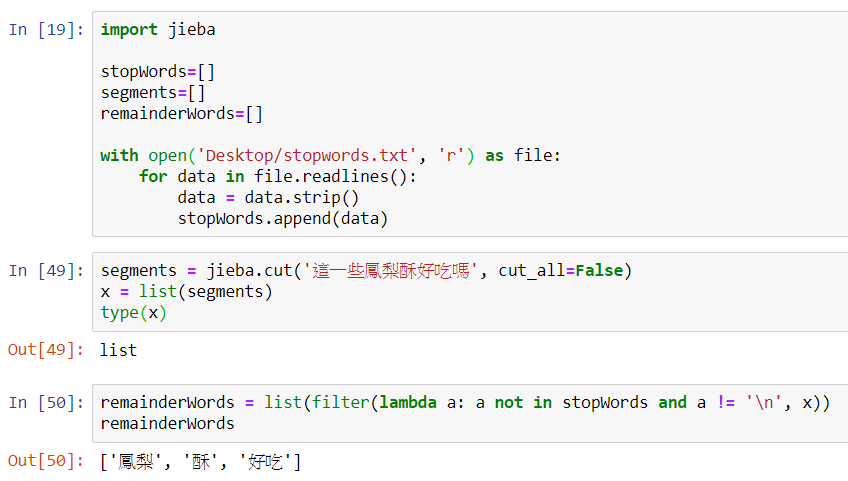 In [19]: import jieba
stopWords=[]
segments=[]
remainderWords=[]
with open('Desktop/stopwords.txt', 'r') as file:
    for data in file.readlines():
        data = data.strip()
        stopWords.append(data)
In [49]: segments = jieba.cut('這一些鳳梨酥好吃嗎', cut_all=False)
x = list(segments)
type(x)
Out[49]: list
In [50]: remainderWords = list(filter(lambda a: a not in stopWords and a != '\n', x))
remainderWords
Out[50]: ['鳳梨', '酥', '好吃']